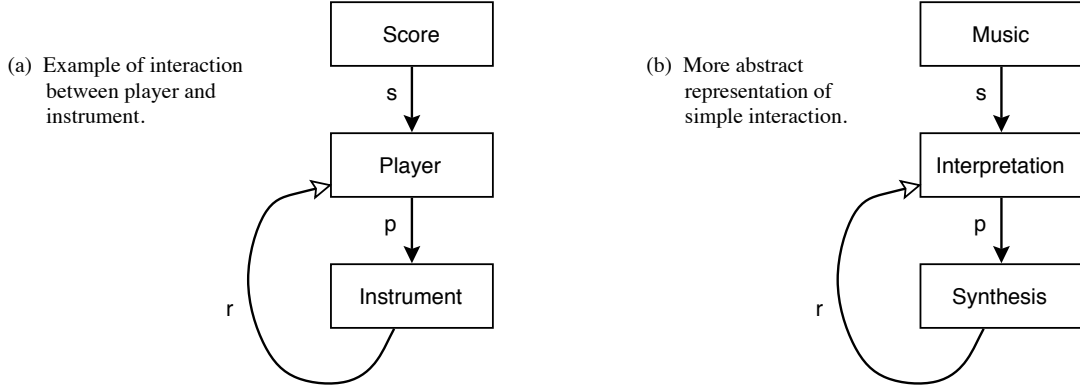 (a) Example of interaction
between player and
instrument.
Score
s
Player
p
Instrument
r
(b) More abstract
representation of
simple interaction.
Music
s
Interpretation
p
Synthesis
r